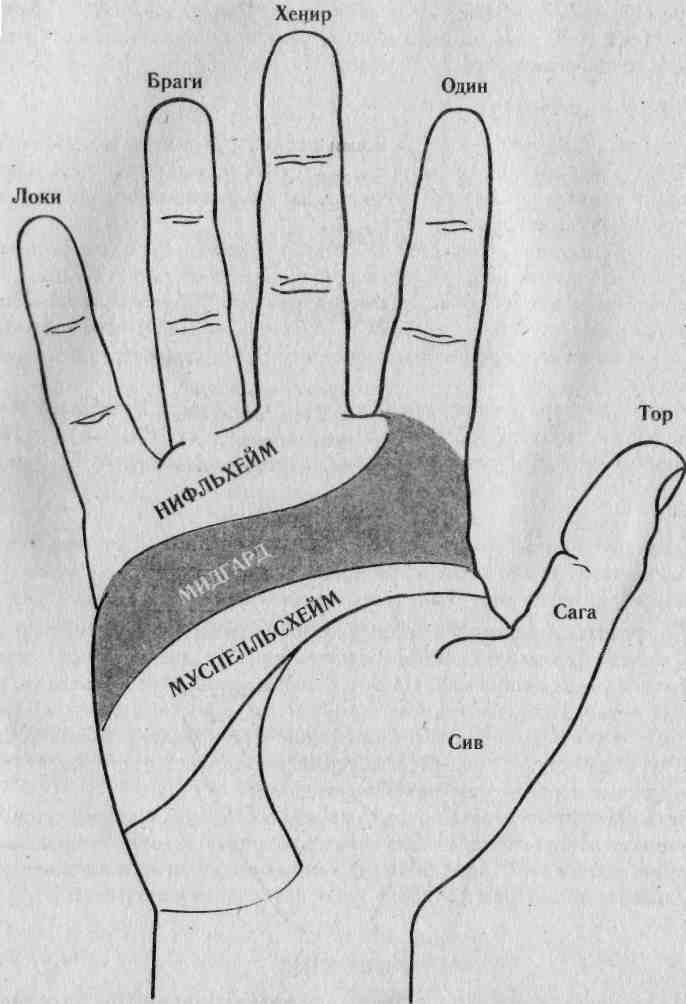 Хенир
Браги
Один
Локи
Тор
НИФЛЬХЕЙМ
МИДГАРД
Сага
МУСПЕЛЛЬСХЕЙМ
Сив